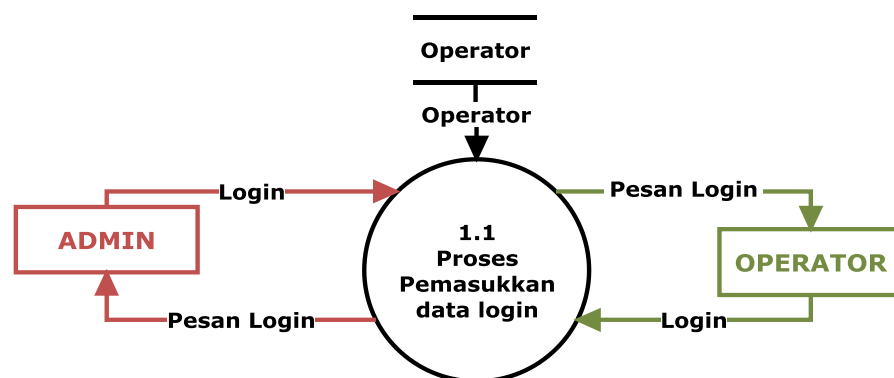 Operator
Operator
Login
Pesan Login
ADMIN
1.1
Proses
Pemasukkan
data login
OPERATOR
Pesan Login
Login